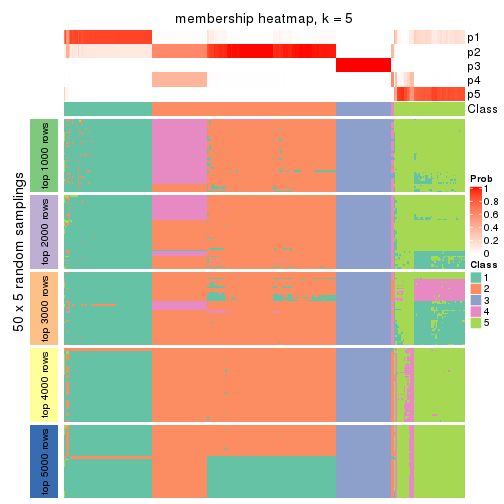 membership heatmap, k = 5
p1
p2
p3
p4
p5
Class
50 x 5 random samplings
top 1000 rows
top 2000 rows
top 3000 rows
top 4000 rows
top 5000 rows
Prob
1
0.8
0.6
0.4
0.2
0
Class
1
2
3
4
5